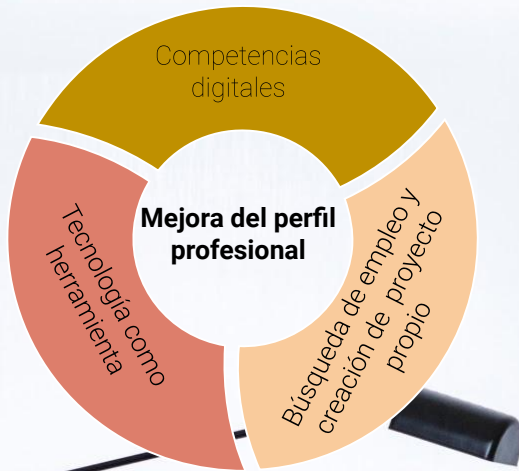 Competencias
digitales
Mejora del perfil
profesional
Tecnología como
herramienta
Búsqueda de empleo y
creación de proyecto
propio